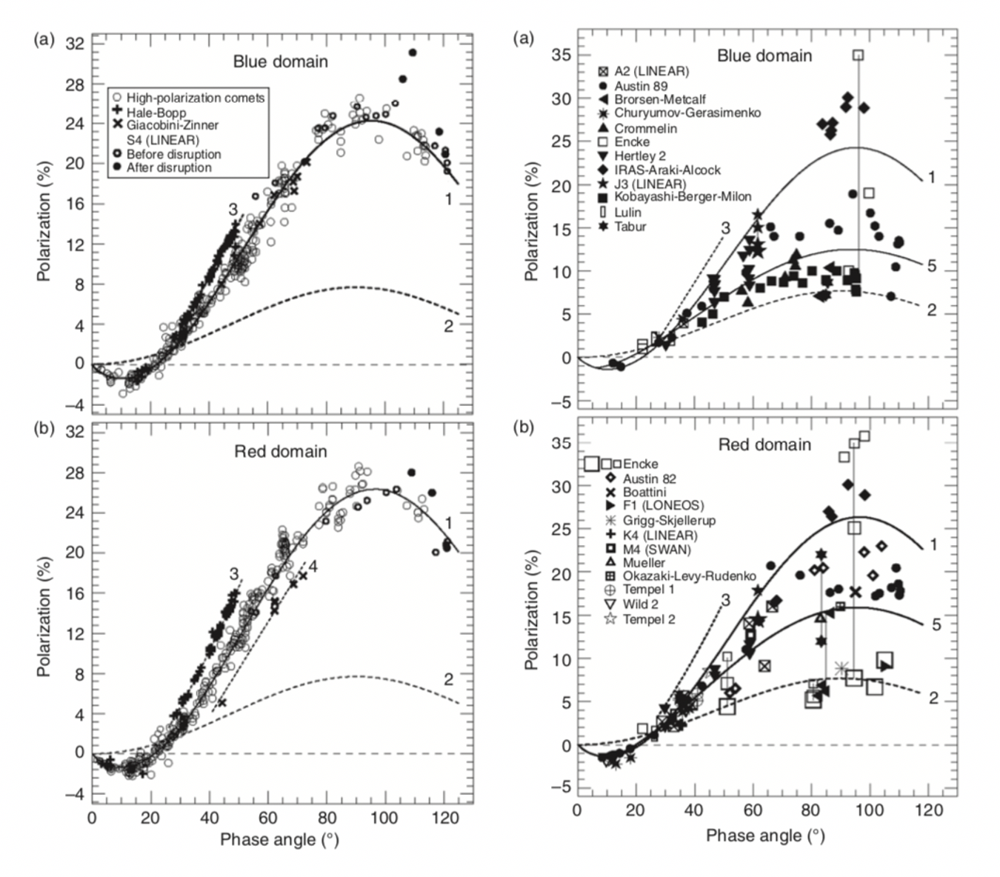 (a)
Blue domain
32
28
24
20
16
12
8
4
0
−4
Polarization (%)
High-polarization comets
Hale-Bopp
Giacobini-Zinner
S4 (LINEAR)
Before disruption
After disruption
3
1
2
(b)
Red domain
32
28
24
20
16
12
8
4
0
−4
Polarization (%)
3
1
4
2
0 20 40 60 80 100 120
Phase angle (°)
(a)
Blue domain
35
30
25
20
15
10
5
0
−5
Polarization (%)
A2 (LINEAR)
Austin 89
Brorsen-Metcalf
Churyumov-Gerasimenko
Crommelin
Encke
Hertley 2
IRAS-Araki-Alcock
J3 (LINEAR)
Kobayashi-Berger-Milon
Lulin
Tabur
1
3
5
2
(b)
Red domain
35
30
25
20
15
10
5
0
−5
Polarization (%)
Encke
Austin 82
Boattini
F1 (LONEOS)
Grigg-Skjellerup
K4 (LINEAR)
M4 (SWAN)
Mueller
Okazaki-Levy-Rudenko
Tempel 1
Wild 2
Tempel 2
1
3
5
2
0 20 40 60 80 100 120
Phase angle (°)